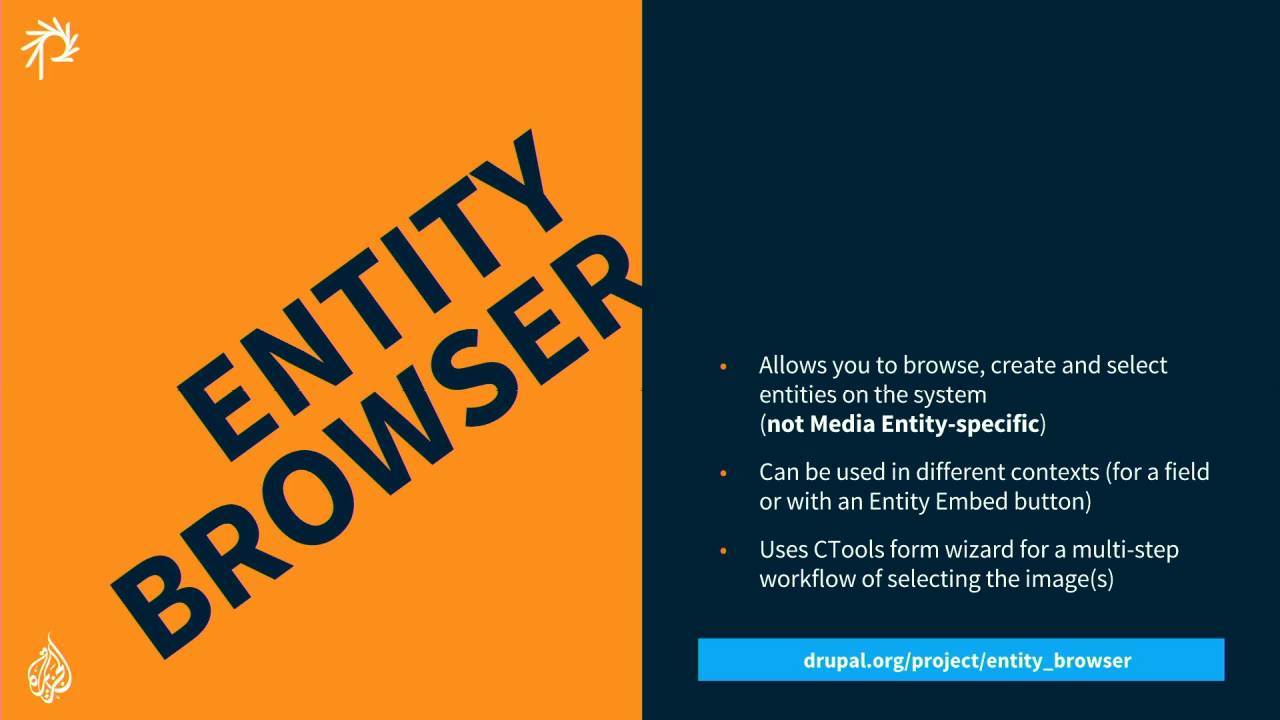 ENTITY
BROWSER
• Allows you to browse, create and select
entities on the system
(not Media Entity-specific)
• Can be used in different contexts (for a field
or with an Entity Embed button)
• Uses CTools form wizard for a multi-step
workflow of selecting the image(s)
drupal.org/project/entity_browser